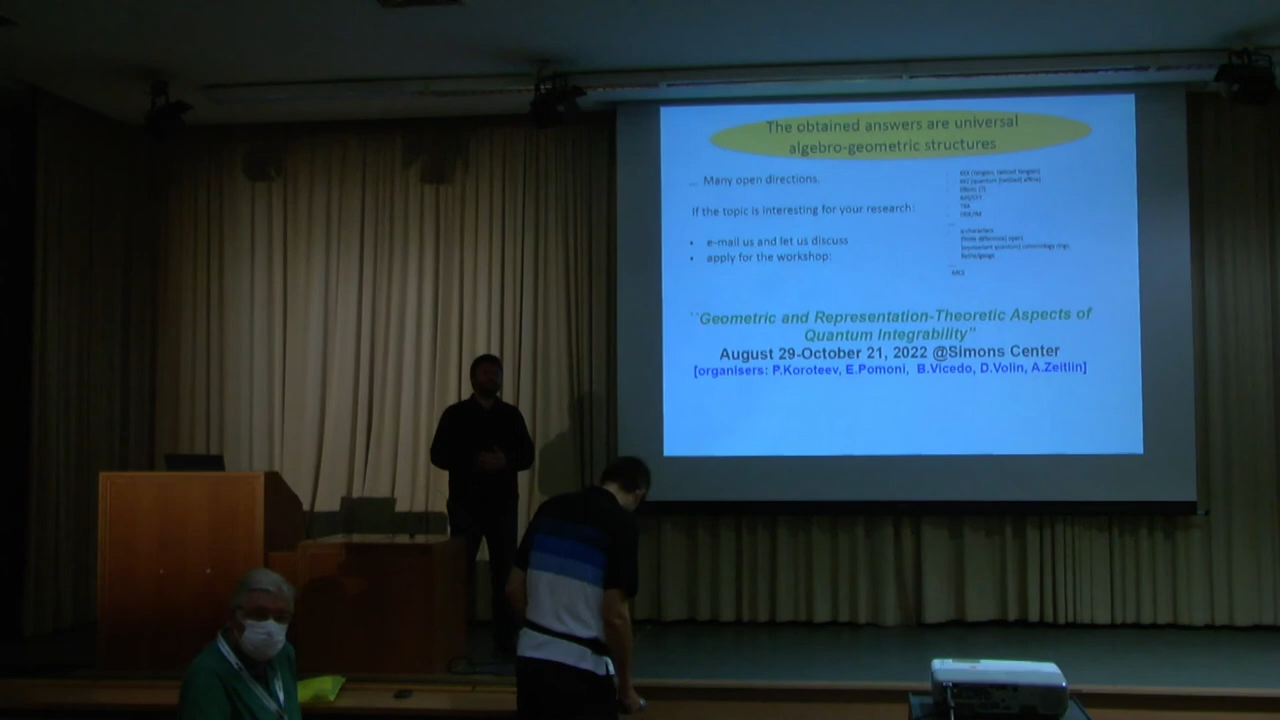 The obtained answers are universal
algebro-geometric structures
... Many open directions.
If the topic is interesting for your research:
• e-mail us and let us discuss
• apply for the workshop:
q-characters
``Geometric and Representation-Theoretic Aspects of
Quantum Integrability"
August 29-October 21, 2022 @Simons Center
[organisers: P.Koroteev, E.Pomoni, B.Vicedo, D.Volin, A.Zeitlin]